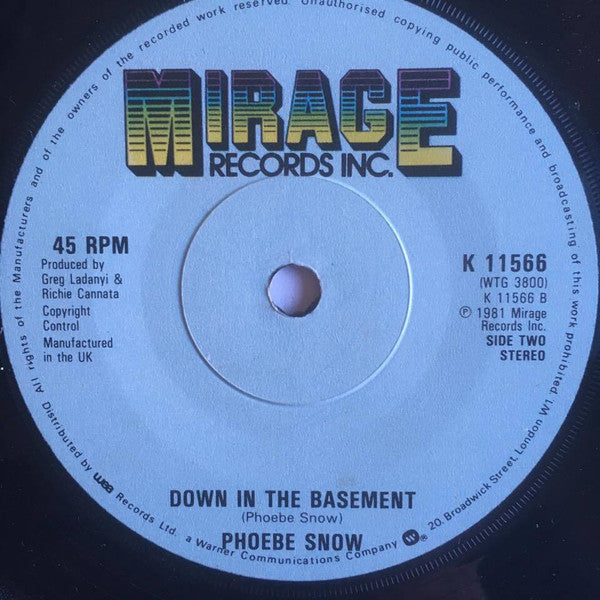 All rights of the Manufacturers and of the owners of the recorded work reserved. Unauthorised copying public performance and broadcasting of this work prohibited.
MIRAGE
RECORDS INC.
45 RPM
Produced by
Greg Ladanyi &
Richie Cannata
Copyright
Control
Manufactured
in the UK
K 11566
(WTG 3800)
K 11566 B
℗ 1981 Mirage
Records Inc.
SIDE TWO
STEREO
DOWN IN THE BASEMENT
(Phoebe Snow)
PHOEBE SNOW
Distributed by wea Records Ltd. a Warner Communications Company W ®. 20, Broadwick Street, London, W1